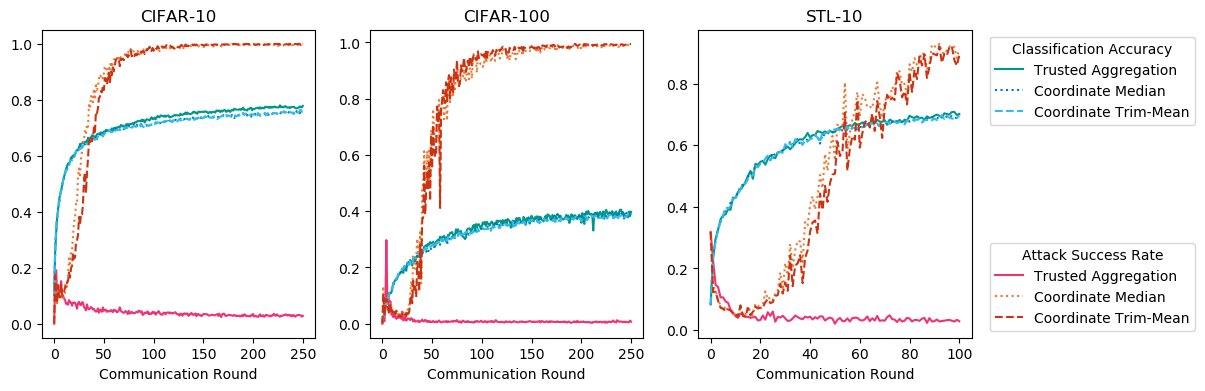 CIFAR-10
1.0
0.8
0.6
0.4
0.2
0.0
0 50 100 150 200 250
Communication Round
CIFAR-100
1.0
0.8
0.6
0.4
0.2
0.0
0 50 100 150 200 250
Communication Round
STL-10
0.8
0.6
0.4
0.2
0.0
0 20 40 60 80 100
Communication Round
Classification Accuracy
Trusted Aggregation
Coordinate Median
Coordinate Trim-Mean
Attack Success Rate
Trusted Aggregation
Coordinate Median
Coordinate Trim-Mean